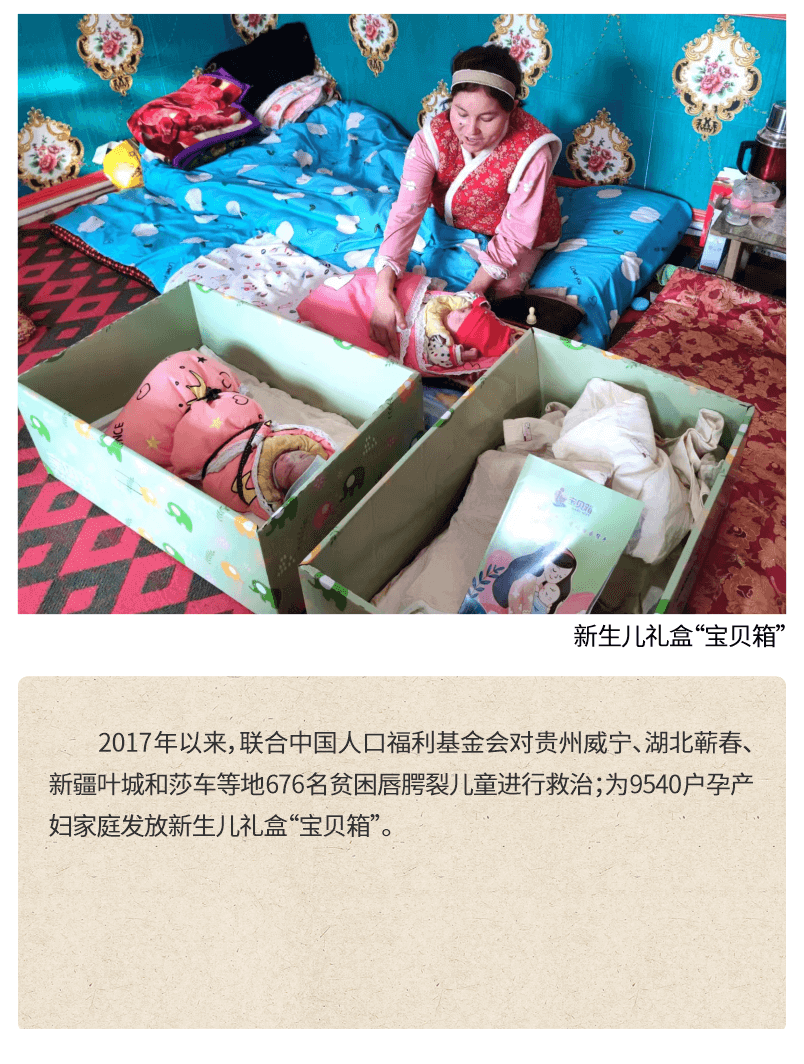 新生儿礼盒“宝贝箱”
2017年以来，联合中国人口福利基金会对贵州威宁、湖北蕲春、
新疆叶城和莎车等地676名贫困唇腭裂儿童进行救治；为9540户孕产
妇家庭发放新生儿礼盒“宝贝箱”。